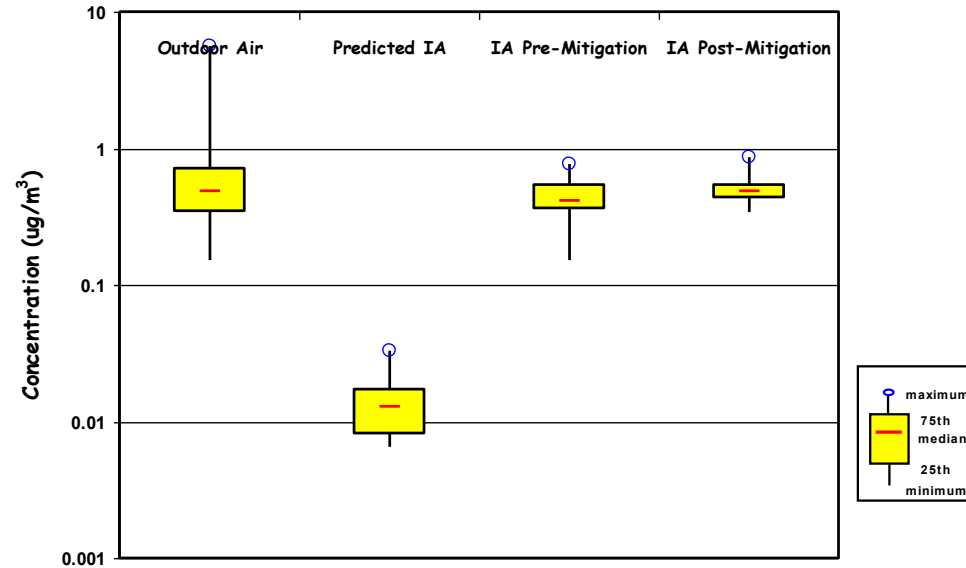 10
Outdoor Air Predicted IA IA Pre-Mitigation IA Post-Mitigation
1
0.1
0.01
0.001
Concentration (ug/m³)
maximum
75th
median
25th
minimum